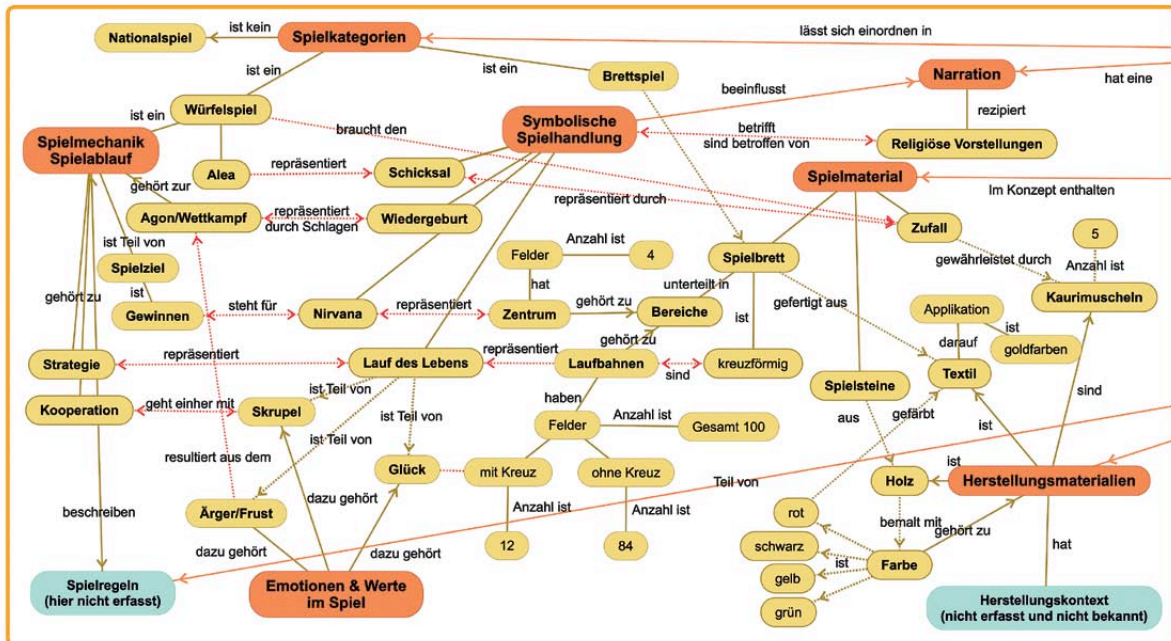 ist kein
Nationalspiel
Spielkategorien
lässt sich einordnen in
ist ein
ist ein
Brettspiel
Narration
beeinflusst
hat eine
Würfelspiel
ist ein
Symbolische
Spielhandlung
rezipiert
braucht den
betrifft
sind betroffen von
Religiöse Vorstellungen
Spielmechanik
Spielablauf
Alea
repräsentiert
Schicksal
Spielmaterial
Im Konzept enthalten
gehört zur
repräsentiert durch
Agon/Wettkampf
repräsentiert
durch Schlagen
Wiedergeburt
Zufall
5
ist Teil von
Felder
Anzahl ist
4
Spielbrett
gewährleistet durch
Anzahl ist
Spielziel
gehört zu
hat
unterteilt in
gefertigt aus
Kaurimuscheln
ist
Gewinnen
steht für
Nirvana
repräsentiert
Zentrum
gehört zu
Bereiche
Applikation
ist
ist
goldfarben
gehört zu
darauf
Strategie
repräsentiert
Lauf des Lebens
repräsentiert
Laufbahnen
sind
kreuzförmig
Textil
Spielsteine
sind
ist Teil von
haben
Kooperation
geht einher mit
Skrupel
ist Teil von
Felder
Anzahl ist
Gesamt 100
aus
gefärbt
ist
ist Teil von
resultiert aus dem
Glück
mit Kreuz
ohne Kreuz
Teil von
Holz
ist
Herstellungsmaterialien
dazu gehört
Ärger/Frust
beschreiben
Anzahl ist
Anzahl ist
rot
bemalt mit
gehört zu
12
84
schwarz
dazu gehört
dazu gehört
ist
Farbe
hat
gelb
grün
Spielregeln
(hier nicht erfasst)
Emotionen & Werte
im Spiel
Herstellungskontext
(nicht erfasst und nicht bekannt)